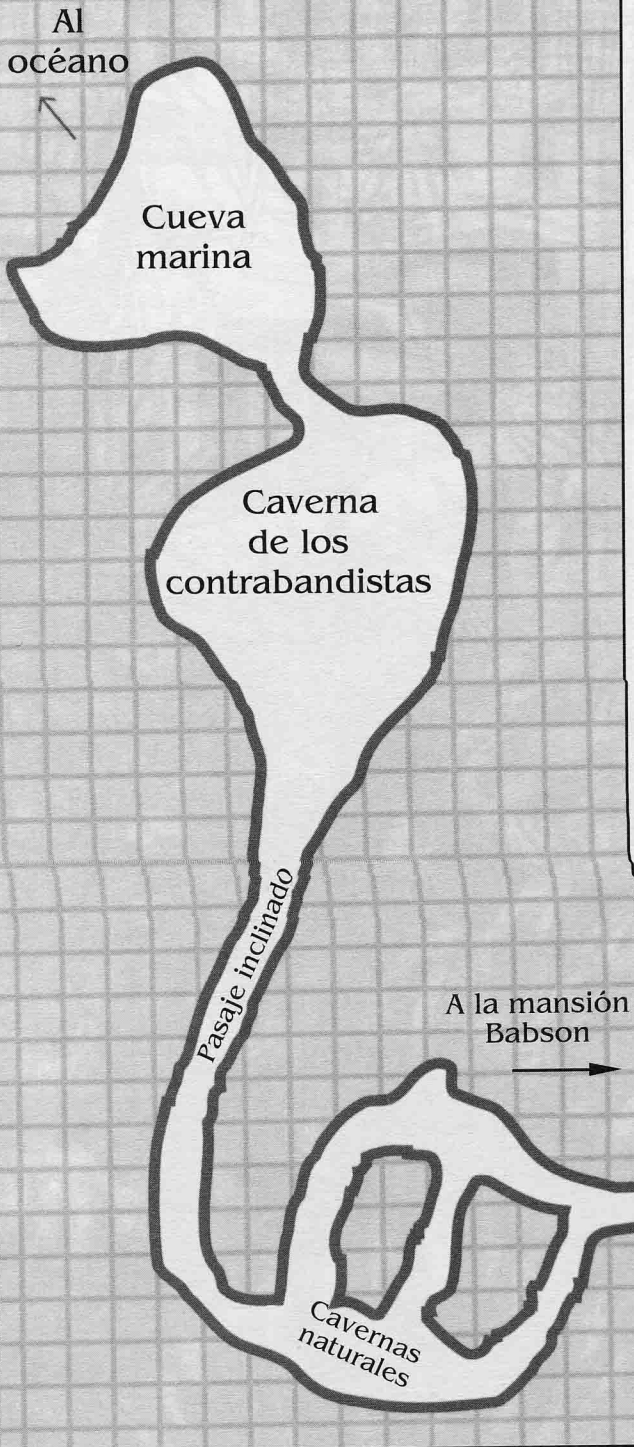 Al
océano
Cueva
marina
Caverna
de los
contrabandistas
Pasaje inclinado
A la mansión
Babson
Cavernas
naturales